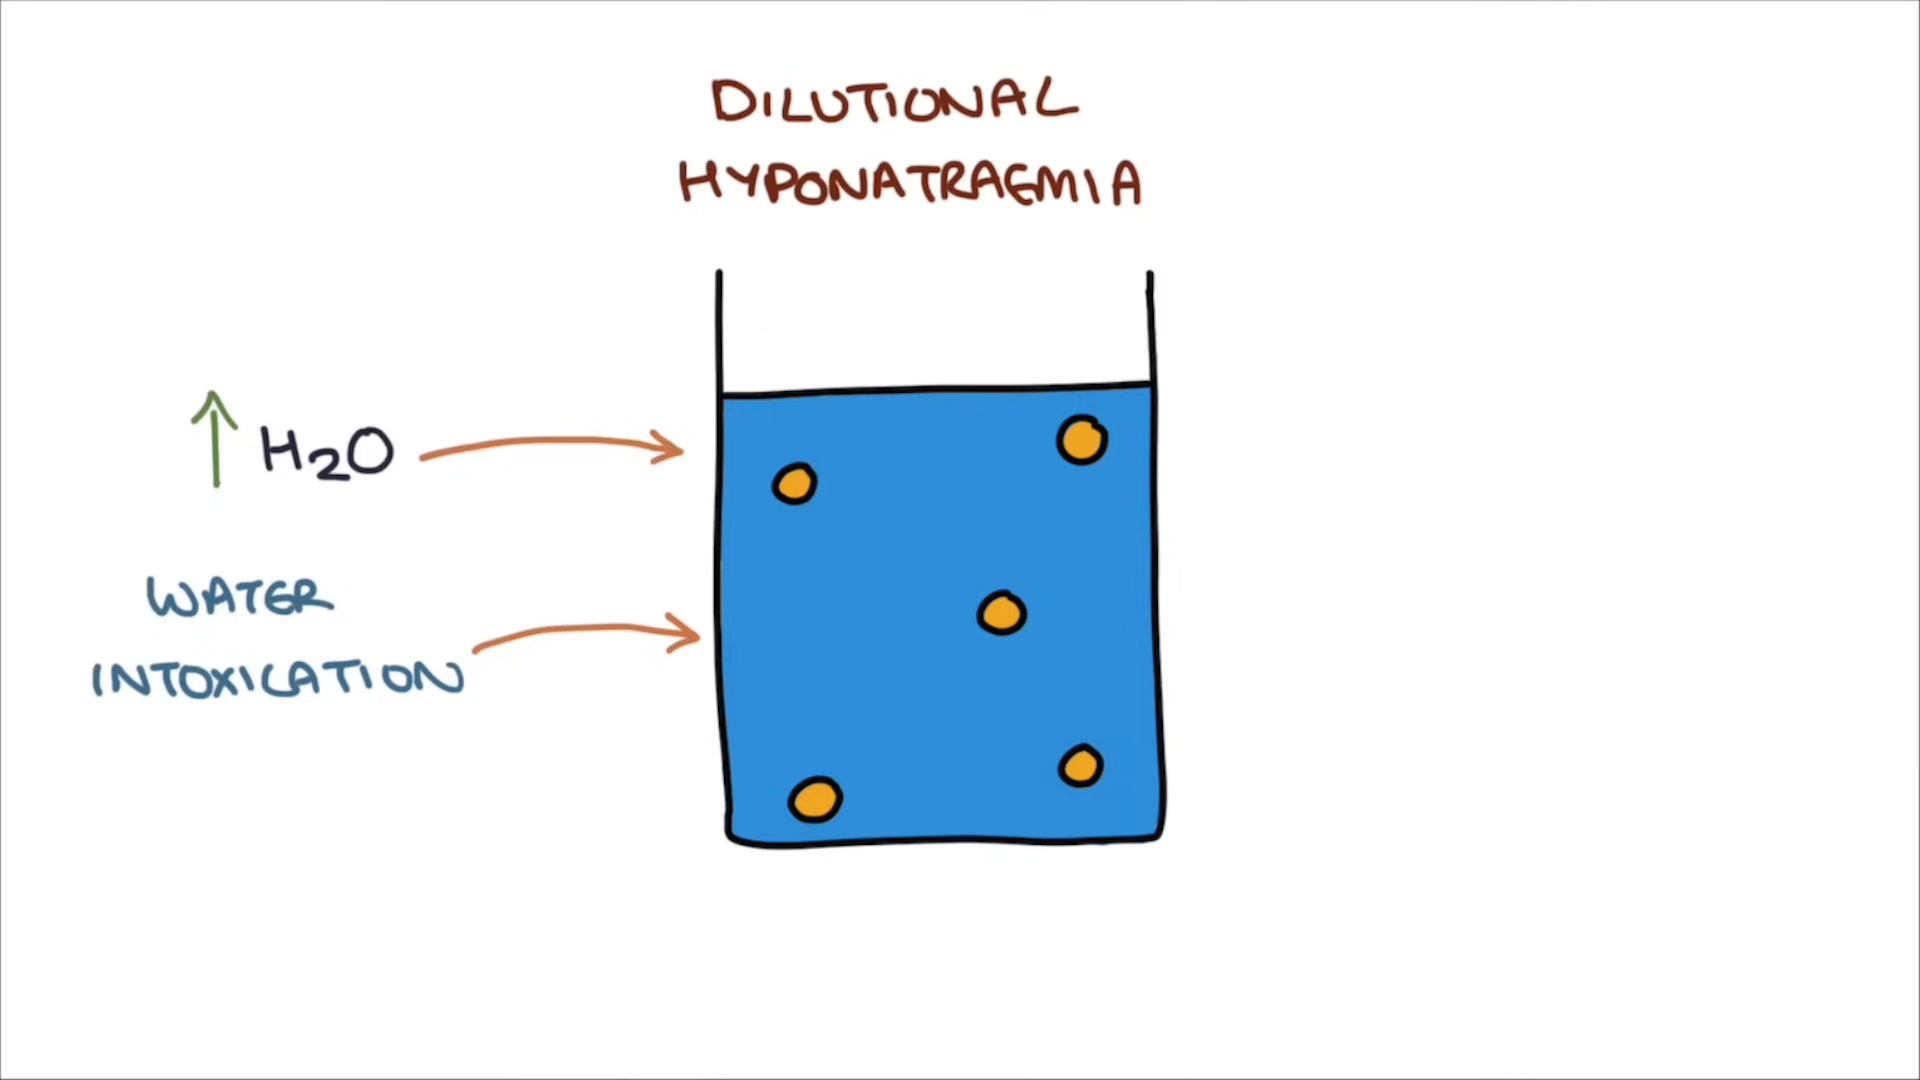 DILUTIONAL
HYPONATRAEMIA
↑ H₂O
WATER
INTOXICATION